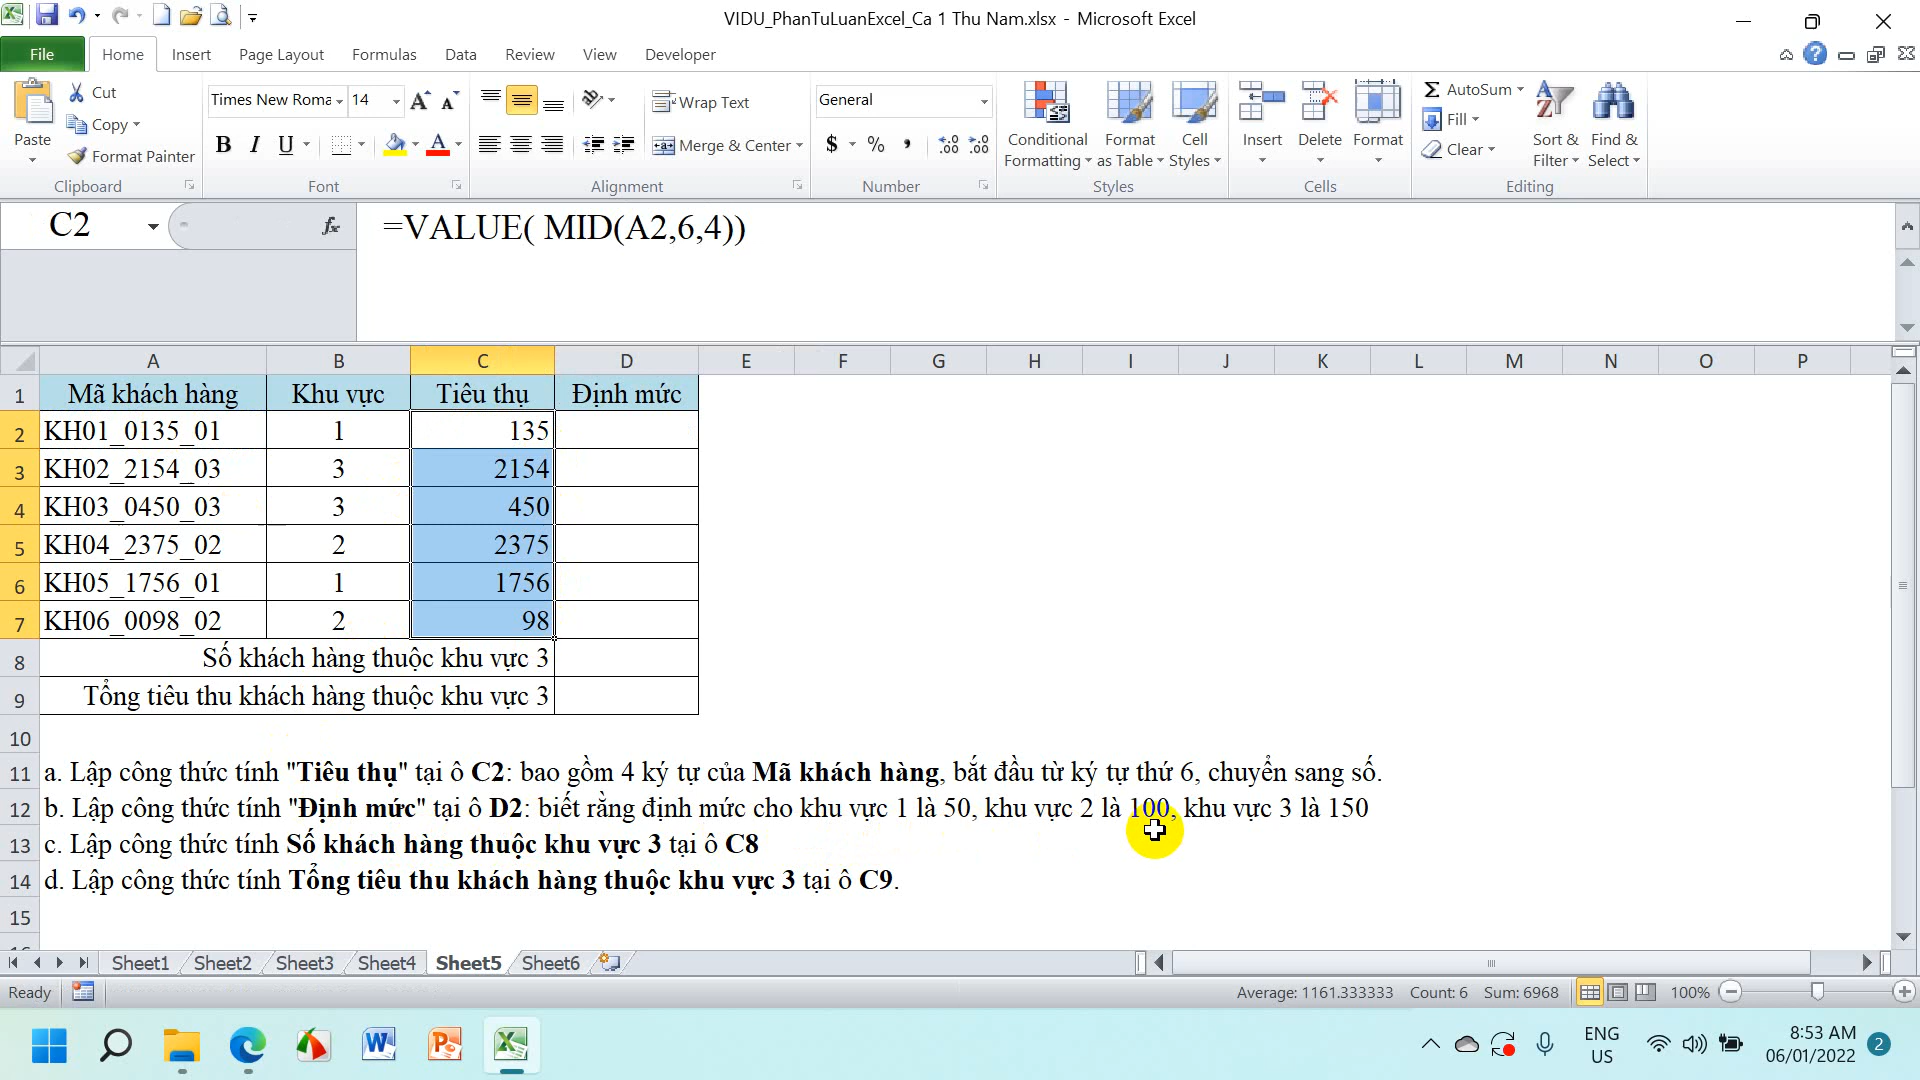 VIDU_PhanTuLuanExcel_Ca 1 Thu Nam.xlsx - Microsoft Excel
File Home Insert Page Layout Formulas Data Review View Developer
Paste
Cut
Copy
Format Painter
Clipboard
Times New Roma 14
B I U
Font
Wrap Text
Merge & Center
Alignment
General
$ % ,
Number
Conditional Formatting
Format as Table
Cell Styles
Styles
Insert Delete Format
Cells
Σ AutoSum
Fill
Clear
Sort & Filter
Find & Select
Editing
C2 fx =VALUE( MID(A2,6,4))
A B C D E F G H I J K L M N O P
1 Mã khách hàng Khu vực Tiêu thụ Định mức
2 KH01_0135_01 1 135
3 KH02_2154_03 3 2154
4 KH03_0450_03 3 450
5 KH04_2375_02 2 2375
6 KH05_1756_01 1 1756
7 KH06_0098_02 2 98
8 Số khách hàng thuộc khu vực 3
9 Tổng tiêu thu khách hàng thuộc khu vực 3
10
11 a. Lập công thức tính "Tiêu thụ" tại ô C2: bao gồm 4 ký tự của Mã khách hàng, bắt đầu từ ký tự thứ 6, chuyển sang số.
12 b. Lập công thức tính "Định mức" tại ô D2: biết rằng định mức cho khu vực 1 là 50, khu vực 2 là 100, khu vực 3 là 150
13 c. Lập công thức tính Số khách hàng thuộc khu vực 3 tại ô C8
14 d. Lập công thức tính Tổng tiêu thu khách hàng thuộc khu vực 3 tại ô C9.
15
Sheet1 Sheet2 Sheet3 Sheet4 Sheet5 Sheet6
Ready Average: 1161.333333 Count: 6 Sum: 6968 100%
ENG
US
8:53 AM
06/01/2022
2